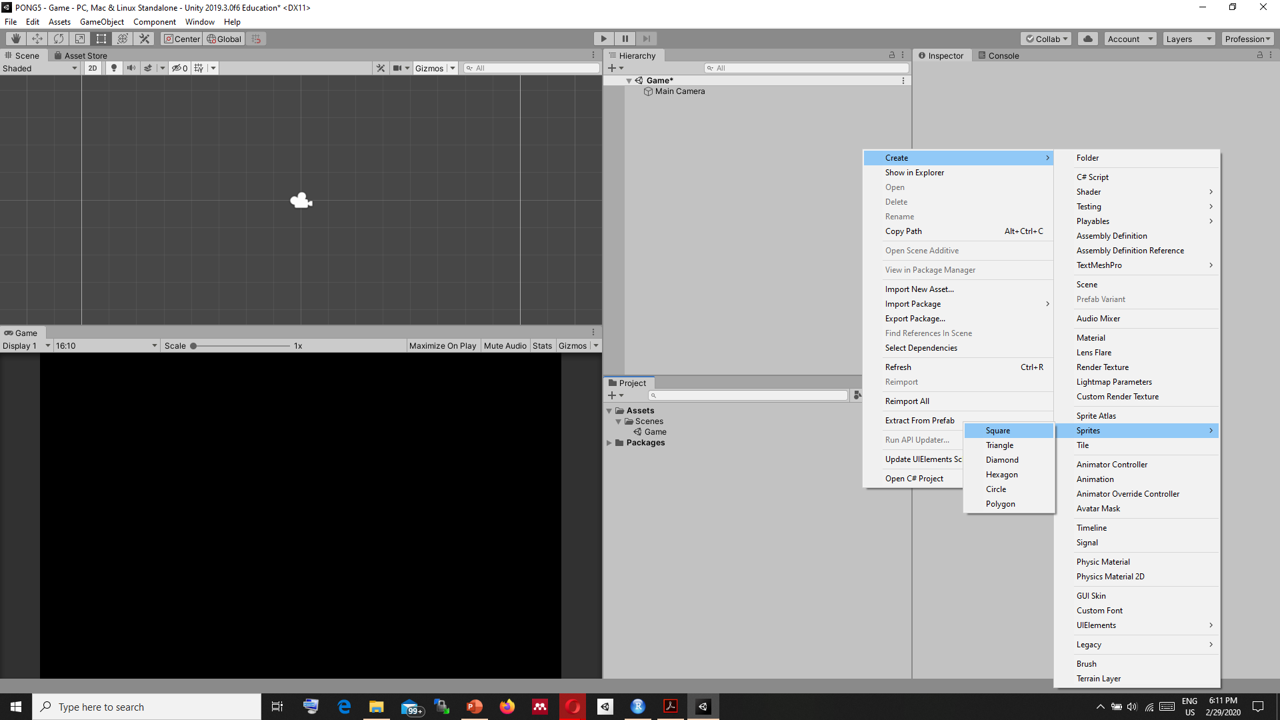 PONG5 - Game - PC, Mac & Linux Standalone - Unity 2019.3.0f6 Education* <DX11>
File Edit Assets GameObject Component Window Help
Center Global Collab Account Layers Profession
Scene Asset Store
Shaded 2D 0 Gizmos All
Hierarchy
All
Game*
Main Camera
Inspector Console
Create
Show in Explorer
Open
Delete
Rename
Copy Path Alt+Ctrl+C
Open Scene Additive
View in Package Manager
Import New Asset...
Import Package
Export Package...
Find References In Scene
Select Dependencies
Refresh Ctrl+R
Reimport
Reimport All
Extract From Prefab
Run API Updater...
Update UIElements Sc
Open C# Project
Folder
C# Script
Shader
Testing
Playables
Assembly Definition
Assembly Definition Reference
TextMeshPro
Scene
Prefab Variant
Audio Mixer
Material
Lens Flare
Render Texture
Lightmap Parameters
Custom Render Texture
Sprite Atlas
Sprites
Tile
Animator Controller
Animation
Animator Override Controller
Avatar Mask
Timeline
Signal
Physic Material
Physics Material 2D
GUI Skin
Custom Font
UIElements
Legacy
Brush
Terrain Layer
Square
Triangle
Diamond
Hexagon
Circle
Polygon
Game
Display 1 16:10 Scale 1x Maximize On Play Mute Audio Stats Gizmos
Project
Assets
Scenes
Game
Packages
Type here to search
99+
ENG
US
6:11 PM
2/29/2020